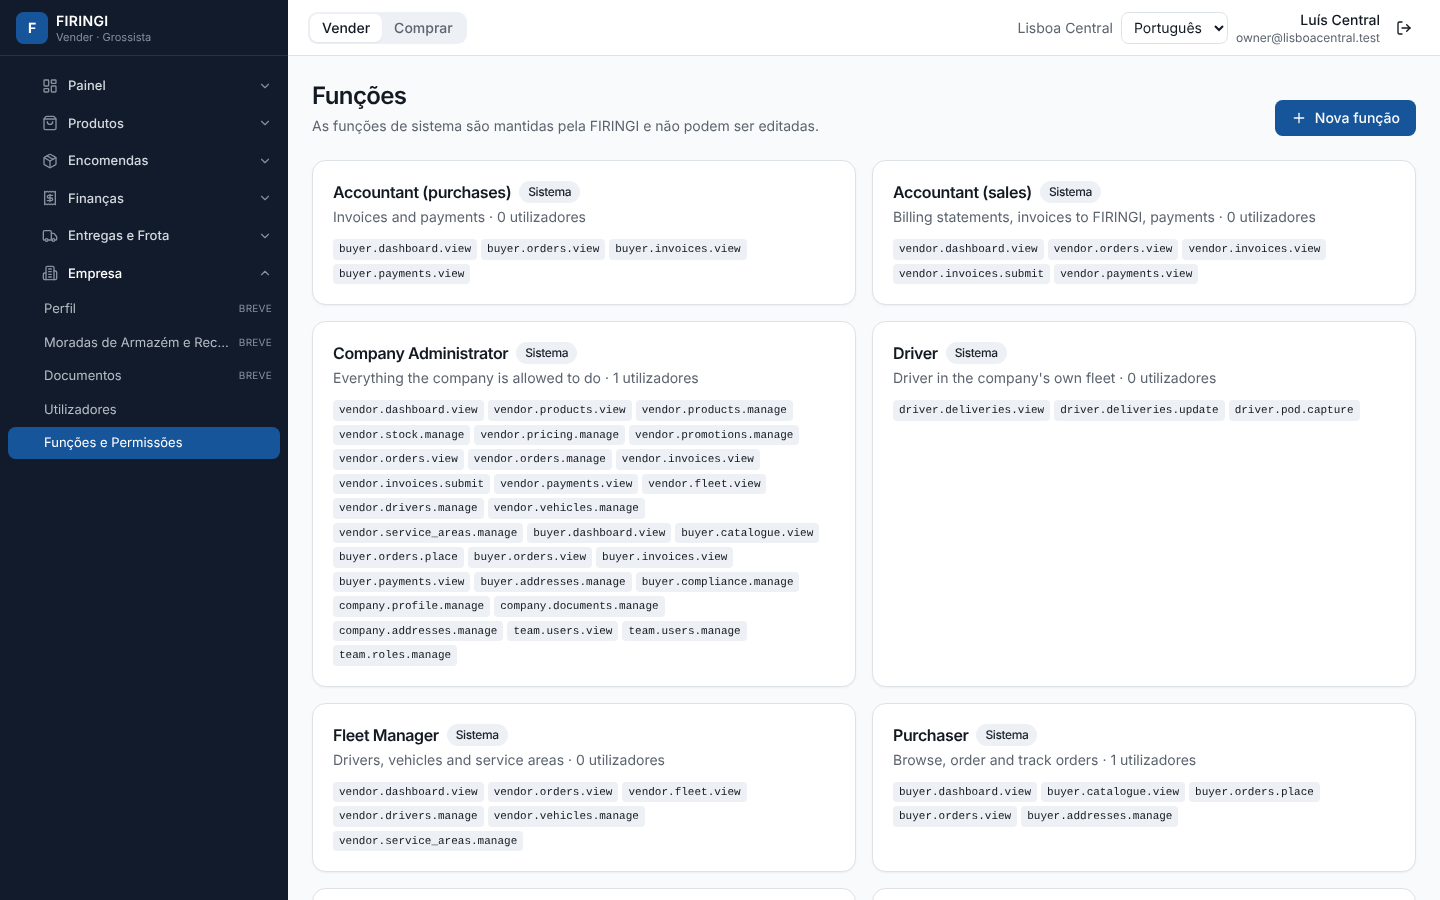 F
FIRINGI
Vender · Grossista
Painel
Produtos
Encomendas
Finanças
Entregas e Frota
Empresa
Perfil BREVE
Moradas de Armazém e Rec... BREVE
Documentos BREVE
Utilizadores
Funções e Permissões
Vender Comprar
Lisboa Central
Português
Luís Central
owner@lisboacentral.test
Funções
As funções de sistema são mantidas pela FIRINGI e não podem ser editadas.
Nova função
Accountant (purchases) Sistema
Invoices and payments · 0 utilizadores
buyer.dashboard.view buyer.orders.view buyer.invoices.view
buyer.payments.view
Accountant (sales) Sistema
Billing statements, invoices to FIRINGI, payments · 0 utilizadores
vendor.dashboard.view vendor.orders.view vendor.invoices.view
vendor.invoices.submit vendor.payments.view
Company Administrator Sistema
Everything the company is allowed to do · 1 utilizadores
vendor.dashboard.view vendor.products.view vendor.products.manage
vendor.stock.manage vendor.pricing.manage vendor.promotions.manage
vendor.orders.view vendor.orders.manage vendor.invoices.view
vendor.invoices.submit vendor.payments.view vendor.fleet.view
vendor.drivers.manage vendor.vehicles.manage
vendor.service_areas.manage buyer.dashboard.view buyer.catalogue.view
buyer.orders.place buyer.orders.view buyer.invoices.view
buyer.payments.view buyer.addresses.manage buyer.compliance.manage
company.profile.manage company.documents.manage
company.addresses.manage team.users.view team.users.manage
team.roles.manage
Driver Sistema
Driver in the company's own fleet · 0 utilizadores
driver.deliveries.view driver.deliveries.update driver.pod.capture
Fleet Manager Sistema
Drivers, vehicles and service areas · 0 utilizadores
vendor.dashboard.view vendor.orders.view vendor.fleet.view
vendor.drivers.manage vendor.vehicles.manage
vendor.service_areas.manage
Purchaser Sistema
Browse, order and track orders · 1 utilizadores
buyer.dashboard.view buyer.catalogue.view buyer.orders.place
buyer.orders.view buyer.addresses.manage